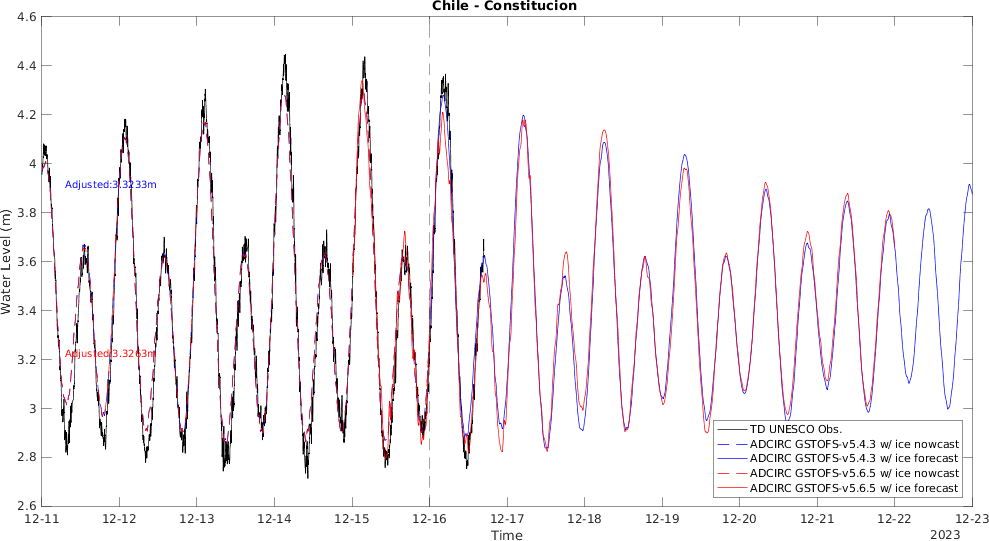 Chile - Constitucion
4.6
4.4
4.2
4
3.8
3.6
3.4
3.2
3
2.8
2.6
Water Level (m)
Adjusted:3.3233m
Adjusted:3.3263m
TD UNESCO Obs.
ADCIRC GSTOFS-v5.4.3 w/ ice nowcast
ADCIRC GSTOFS-v5.4.3 w/ ice forecast
ADCIRC GSTOFS-v5.6.5 w/ ice nowcast
ADCIRC GSTOFS-v5.6.5 w/ ice forecast
12-11 12-12 12-13 12-14 12-15 12-16 12-17 12-18 12-19 12-20 12-21 12-22 12-23
Time
2023